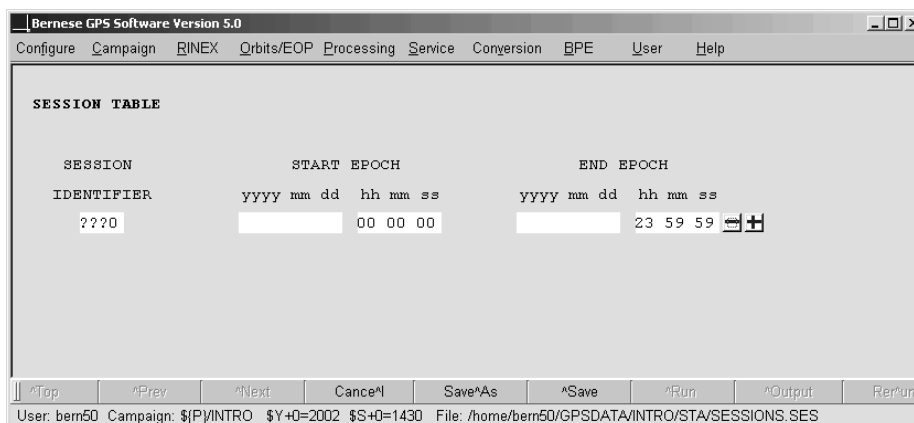 Bernese GPS Software Version 5.0
Configure Campaign RINEX Orbits/EOP Processing Service Conversion BPE User Help
SESSION TABLE
SESSION START EPOCH END EPOCH
IDENTIFIER yyyy mm dd hh mm ss yyyy mm dd hh mm ss
???0 00 00 00 23 59 59
^Top ^Prev ^Next Cance^l Save^As ^Save ^Run ^Output Rer^un
User: bern50 Campaign: ${P}/INTRO $Y+0=2002 $S+0=1430 File: /home/bern50/GPSDATA/INTRO/STA/SESSIONS.SES